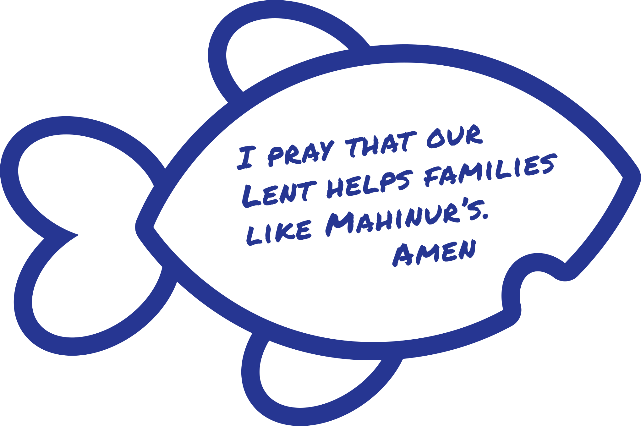 I pray that our
Lent helps families
like Mahinur's.
Amen